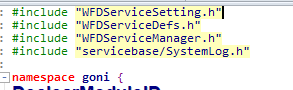 #include "WFDServiceSetting.h"
#include "WFDServiceDefs.h"
#include "WFDServiceManager.h"
#include "servicebase/SystemLog.h"
namespace goni {